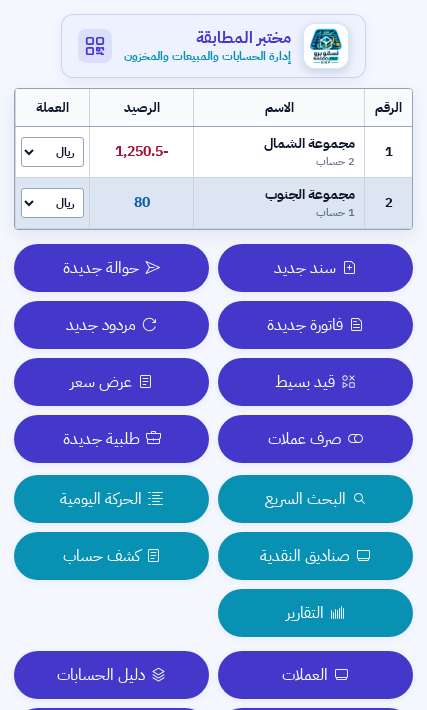 مختبر المطابقة
إدارة الحسابات والمبيعات والمخزون
الرقم الاسم الرصيد العملة
1 مجموعة الشمال -1,250.5 ريال
2 حساب
2 مجموعة الجنوب 80 ريال
1 حساب
سند جديد حوالة جديدة
فاتورة جديدة مردود جديد
قيد بسيط عرض سعر
صرف عملات طلبية جديدة
البحث السريع الحركة اليومية
صناديق النقدية كشف حساب
التقارير
العملات دليل الحسابات